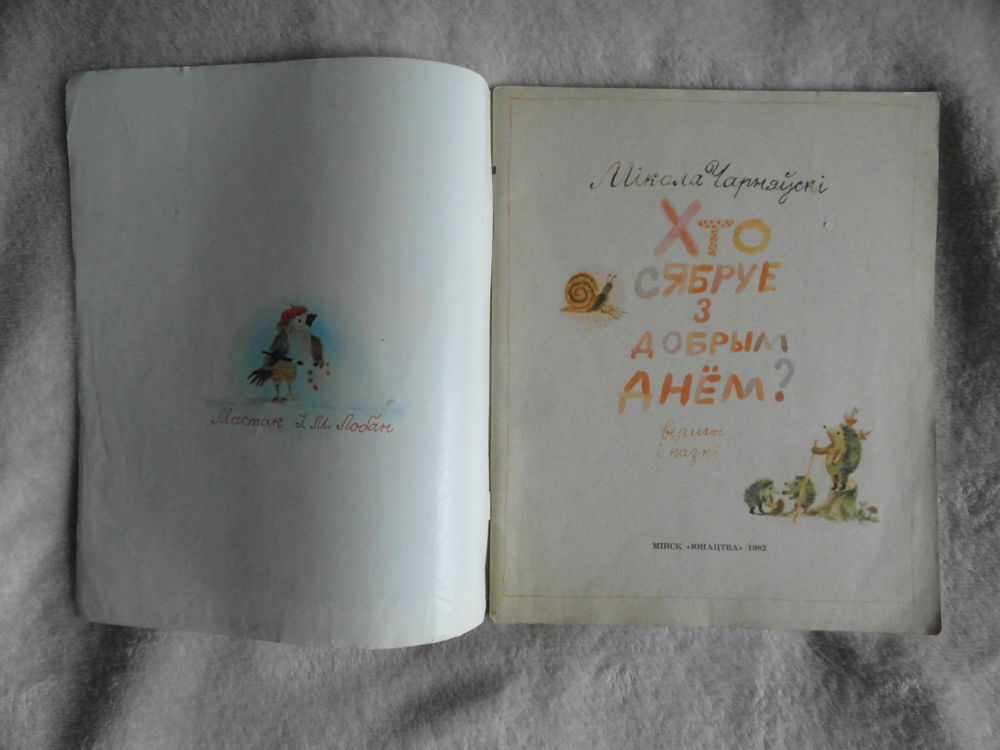 Мастак І. М. Лобан
Мікола Чарняўскі
ХТО
СЯБРУЕ
З
ДОБРЫМ
ДНЁМ?
вершы
і казкі
МІНСК «ЮНАЦТВА» 1982